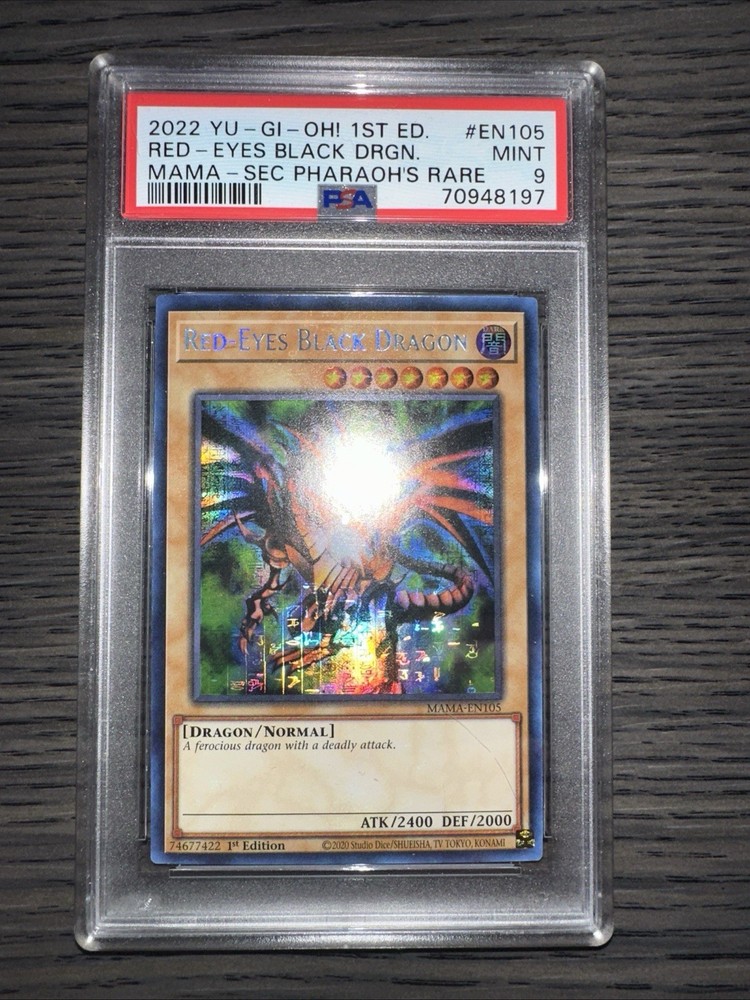 2022 YU-GI-OH! 1ST ED. #EN105
RED-EYES BLACK DRGN. MINT
MAMA-SEC PHARAOH'S RARE 9
PSA 70948197
RED-EYES BLACK DRAGON 闇
MAMA-EN105
[DRAGON/NORMAL]
A ferocious dragon with a deadly attack.
ATK/2400 DEF/2000
74677422 1st Edition ©2020 Studio Dice/SHUEISHA, TV TOKYO, KONAMI